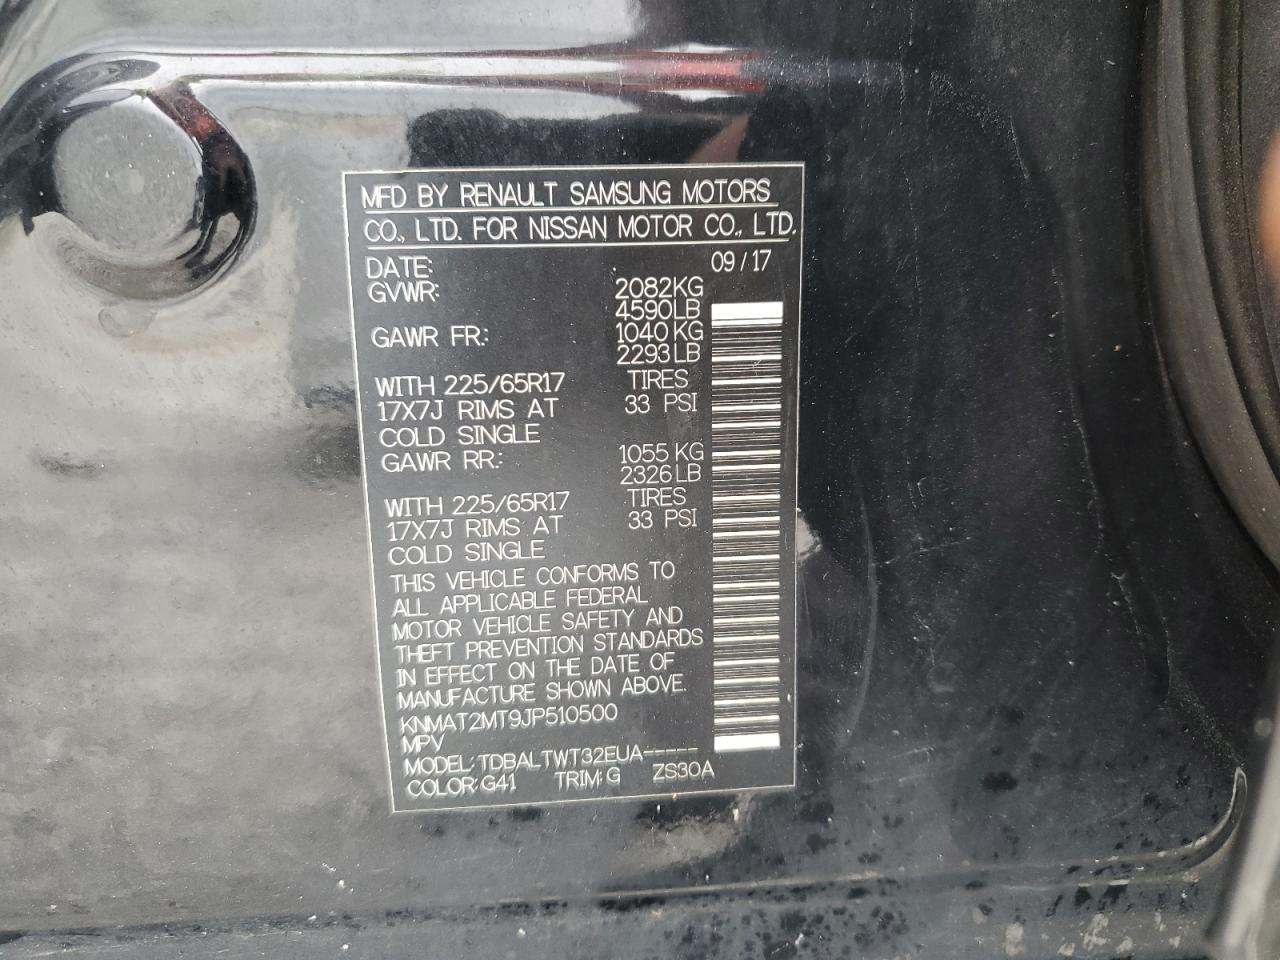 MFD BY RENAULT SAMSUNG MOTORS
CO., LTD. FOR NISSAN MOTOR CO., LTD.
DATE: 09/17
GVWR: 2082KG
4590LB
GAWR FR: 1040KG
2293LB
WITH 225/65R17 TIRES
17X7J RIMS AT 33 PSI
COLD SINGLE
GAWR RR: 1055KG
2326LB
WITH 225/65R17 TIRES
17X7J RIMS AT 33 PSI
COLD SINGLE
THIS VEHICLE CONFORMS TO
ALL APPLICABLE FEDERAL
MOTOR VEHICLE SAFETY AND
THEFT PREVENTION STANDARDS
IN EFFECT ON THE DATE OF
MANUFACTURE SHOWN ABOVE.
KNMAT2MT9JP510500
MPV
MODEL: TDBALTWT32EUA-----
COLOR: G41 TRIM: G ZS30A